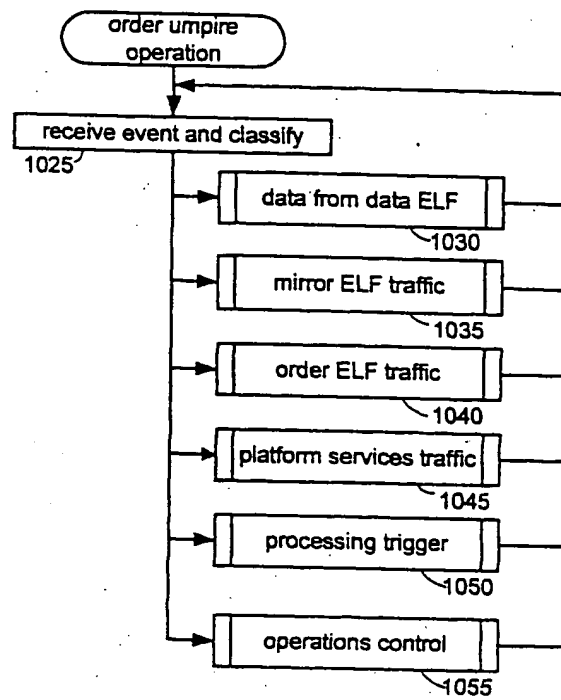 order umpire
operation
receive event and classify
1025
data from data ELF
1030
mirror ELF traffic
1035
order ELF traffic
1040
platform services traffic
1045
processing trigger
1050
operations control
1055